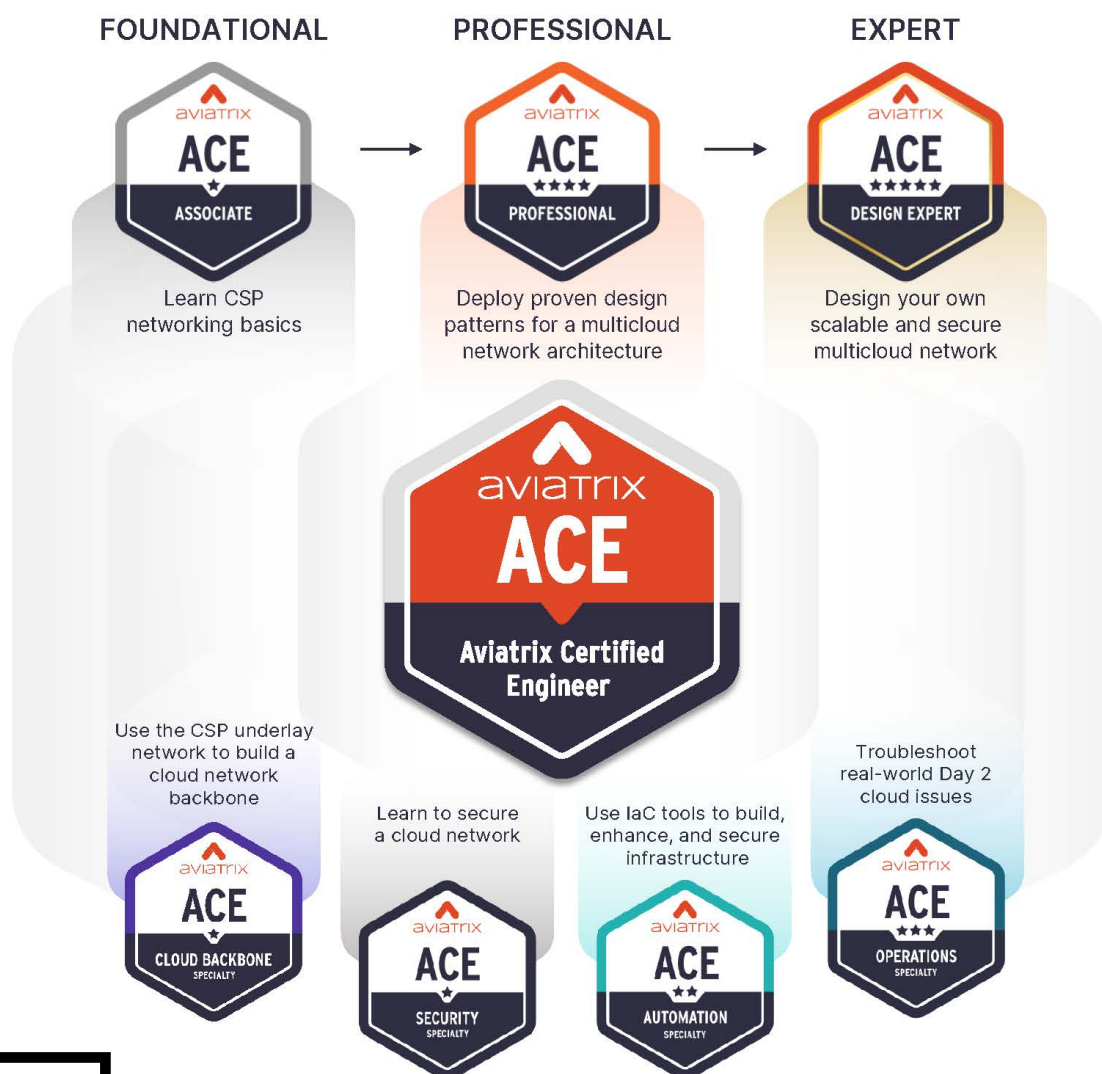 FOUNDATIONAL
PROFESSIONAL
EXPERT
aviatrix
ACE
ASSOCIATE
aviatrix
ACE
PROFESSIONAL
aviatrix
ACE
DESIGN EXPERT
Learn CSP
networking basics
Deploy proven design
patterns for a multicloud
network architecture
Design your own
scalable and secure
multicloud network
aviatrix
ACE
Aviatrix Certified
Engineer
Use the CSP underlay
network to build a
cloud network
backbone
Learn to secure
a cloud network
Use IaC tools to build,
enhance, and secure
infrastructure
Troubleshoot
real-world Day 2
cloud issues
aviatrix
ACE
CLOUD BACKBONE
SPECIALTY
aviatrix
ACE
SECURITY
SPECIALTY
aviatrix
ACE
AUTOMATION
SPECIALTY
aviatrix
ACE
OPERATIONS
SPECIALTY